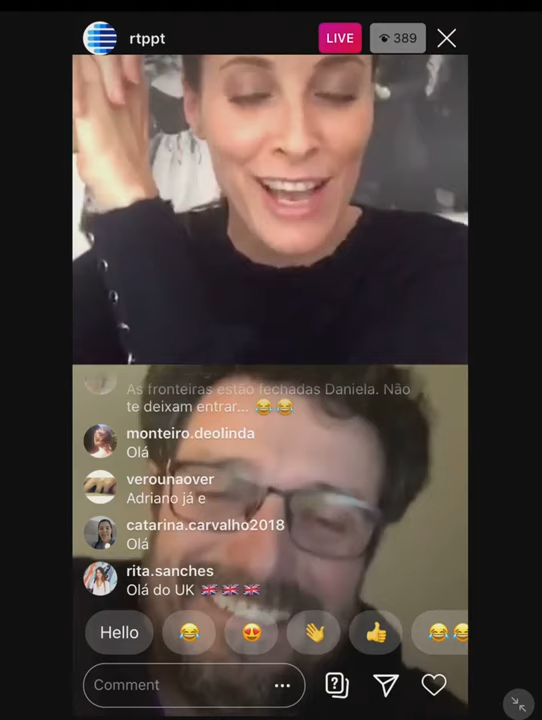 rtppt
LIVE
389
As fronteiras estão fechadas Daniela. Não
te deixam entrar... 😂😂
monteiro.deolinda
Olá
verounaover
Adriano já e
catarina.carvalho2018
Olá
rita.sanches
Olá do UK 🇬🇧🇬🇧🇬🇧
Hello
Comment